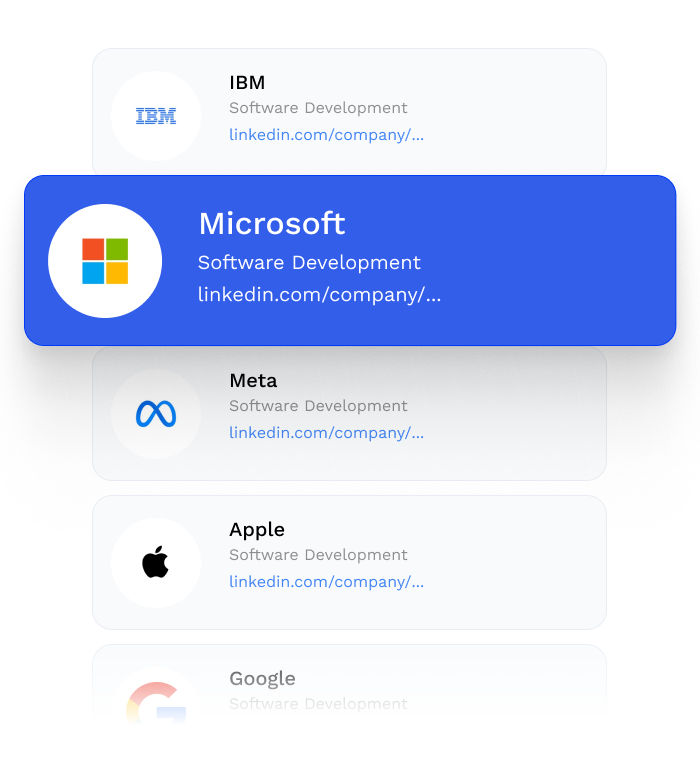 IBM
IBM
Software Development
linkedin.com/company/...
Microsoft
Software Development
linkedin.com/company/...
Meta
Software Development
linkedin.com/company/...
Apple
Software Development
linkedin.com/company/...
Google
Software Development